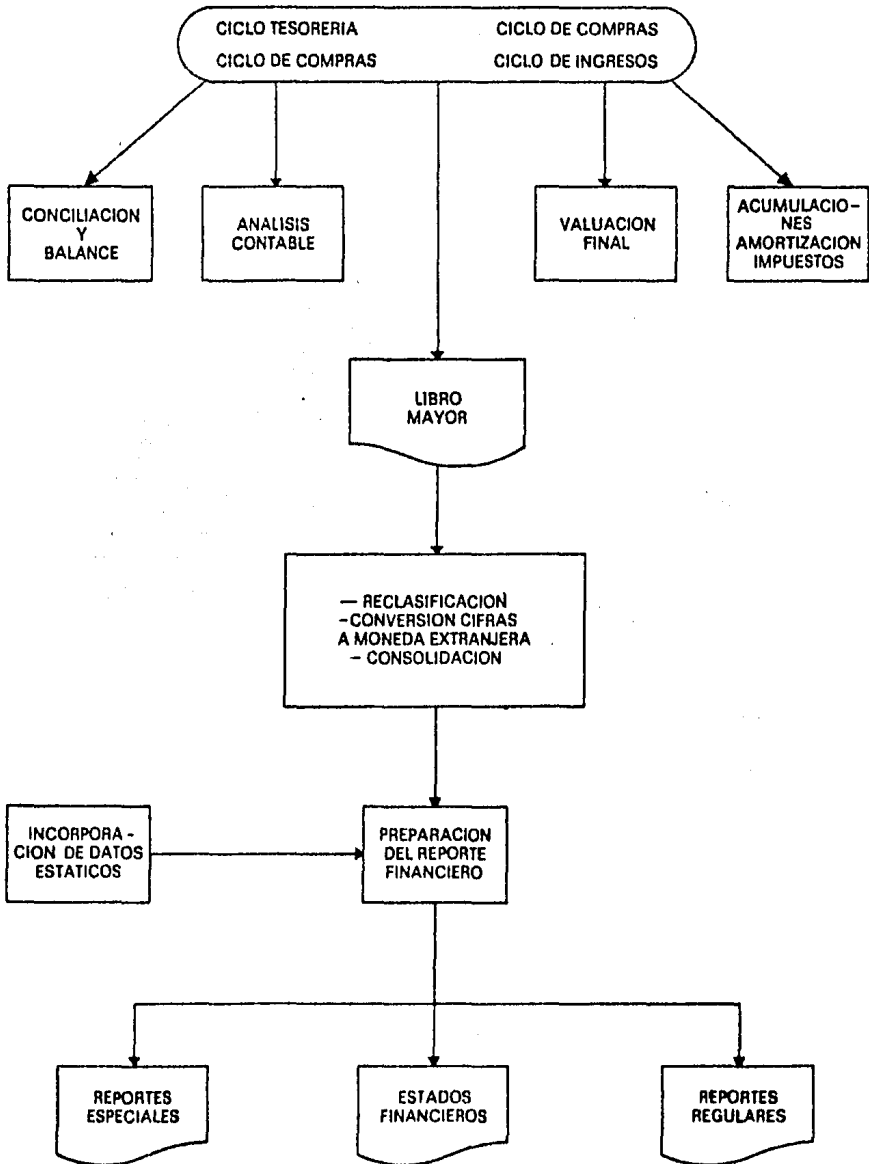 CICLO TESORERIA CICLO DE COMPRAS
CICLO DE COMPRAS CICLO DE INGRESOS
CONCILIACION
Y
BALANCE
ANALISIS
CONTABLE
VALUACION
FINAL
ACUMULACIO-
NES
AMORTIZACION
IMPUESTOS
LIBRO
MAYOR
— RECLASIFICACION
-CONVERSION CIFRAS
A MONEDA EXTRANJERA
– CONSOLIDACION
INCORPORA-
CION DE DATOS
ESTATICOS
PREPARACION
DEL REPORTE
FINANCIERO
REPORTES
ESPECIALES
ESTADOS
FINANCIEROS
REPORTES
REGULARES